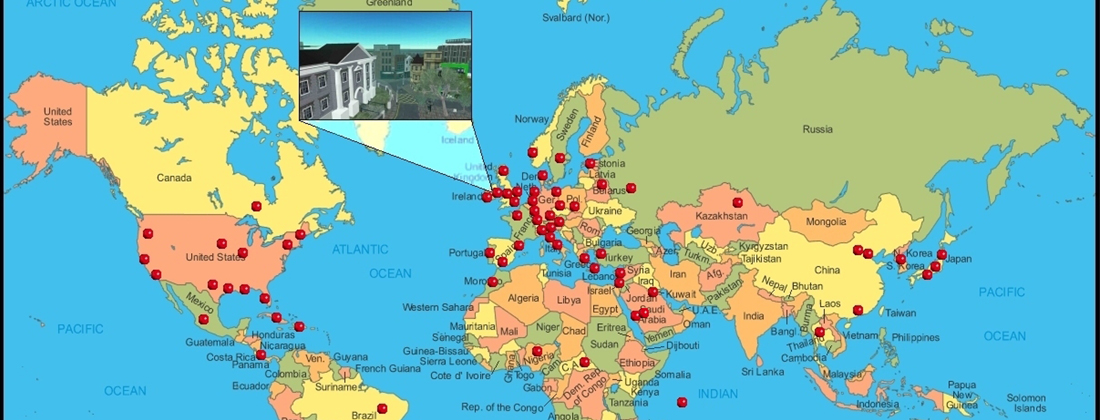 ARCTIC OCEAN
Greenland
Svalbard (Nor.)
United
States
Canada
Iceland
Norway
Sweden
Finland
Russia
United
Kingdom
Ireland
Estonia
Latvia
Belarus
Den
Neth
Ger
Pol.
Ukraine
Kazakhstan
Mongolia
United States
ATLANTIC
OCEAN
France
Portugal
Spain
Italy
Rom
Bulgaria
Georgia
Greece
Turkey
Azer
Uzb
Turkm
Kyrgyzstan
Tajikistan
China
N. Korea
S. Korea
Japan
Morocco
Tunisia
Lebanon
Israel
Syria
Iraq
Jordan
Kuwait
Iran
Afg.
Pakistan
Nepal
Bhutan
Mexico
Western Sahara
Algeria
Libya
Egypt
Saudi
Arabia
U.A.E
Oman
India
Burma
Laos
Taiwan
PACIFIC
OCEAN
PACIFIC
OCEAN
Guatemala
Honduras
Nicaragua
Costa Rica
Panama
Mauritania
Senegal
Guinea-Bissau
Sierra Leone
Cote d' Ivoire
Mali
Niger
Chad
Eritrea
Sudan
Yemen
Djibouti
Bangl
Thailand
Vietnam
Cambodia
Philippines
Ven.
Guyana
French Guiana
Suriname
Colombia
Ecuador
Brazil
Ghana
Togo
Nigeria
Cam
C.A.
Gabon
Rep. of the Congo
Dem. Rep
of Congo
Angola
Ethiopia
Somalia
Uganda
Kenya
Tanzania
INDIAN
Sri Lanka
Malaysia
Indonesia
Papua
New
Guinea
Solomon
Islands